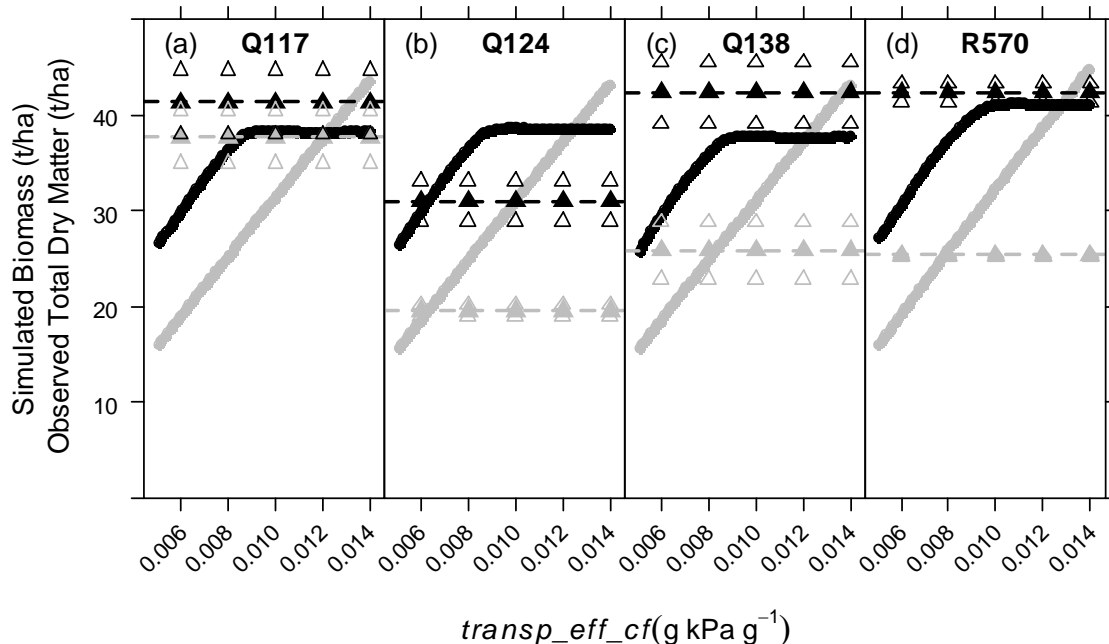 (a) Q117
(b) Q124
(c) Q138
(d) R570
Simulated Biomass (t/ha)
Observed Total Dry Matter (t/ha)
40
30
20
10
0.006 0.008 0.010 0.012 0.014
0.006 0.008 0.010 0.012 0.014
0.006 0.008 0.010 0.012 0.014
0.006 0.008 0.010 0.012 0.014
transp_eff_cf(g kPa g⁻¹)